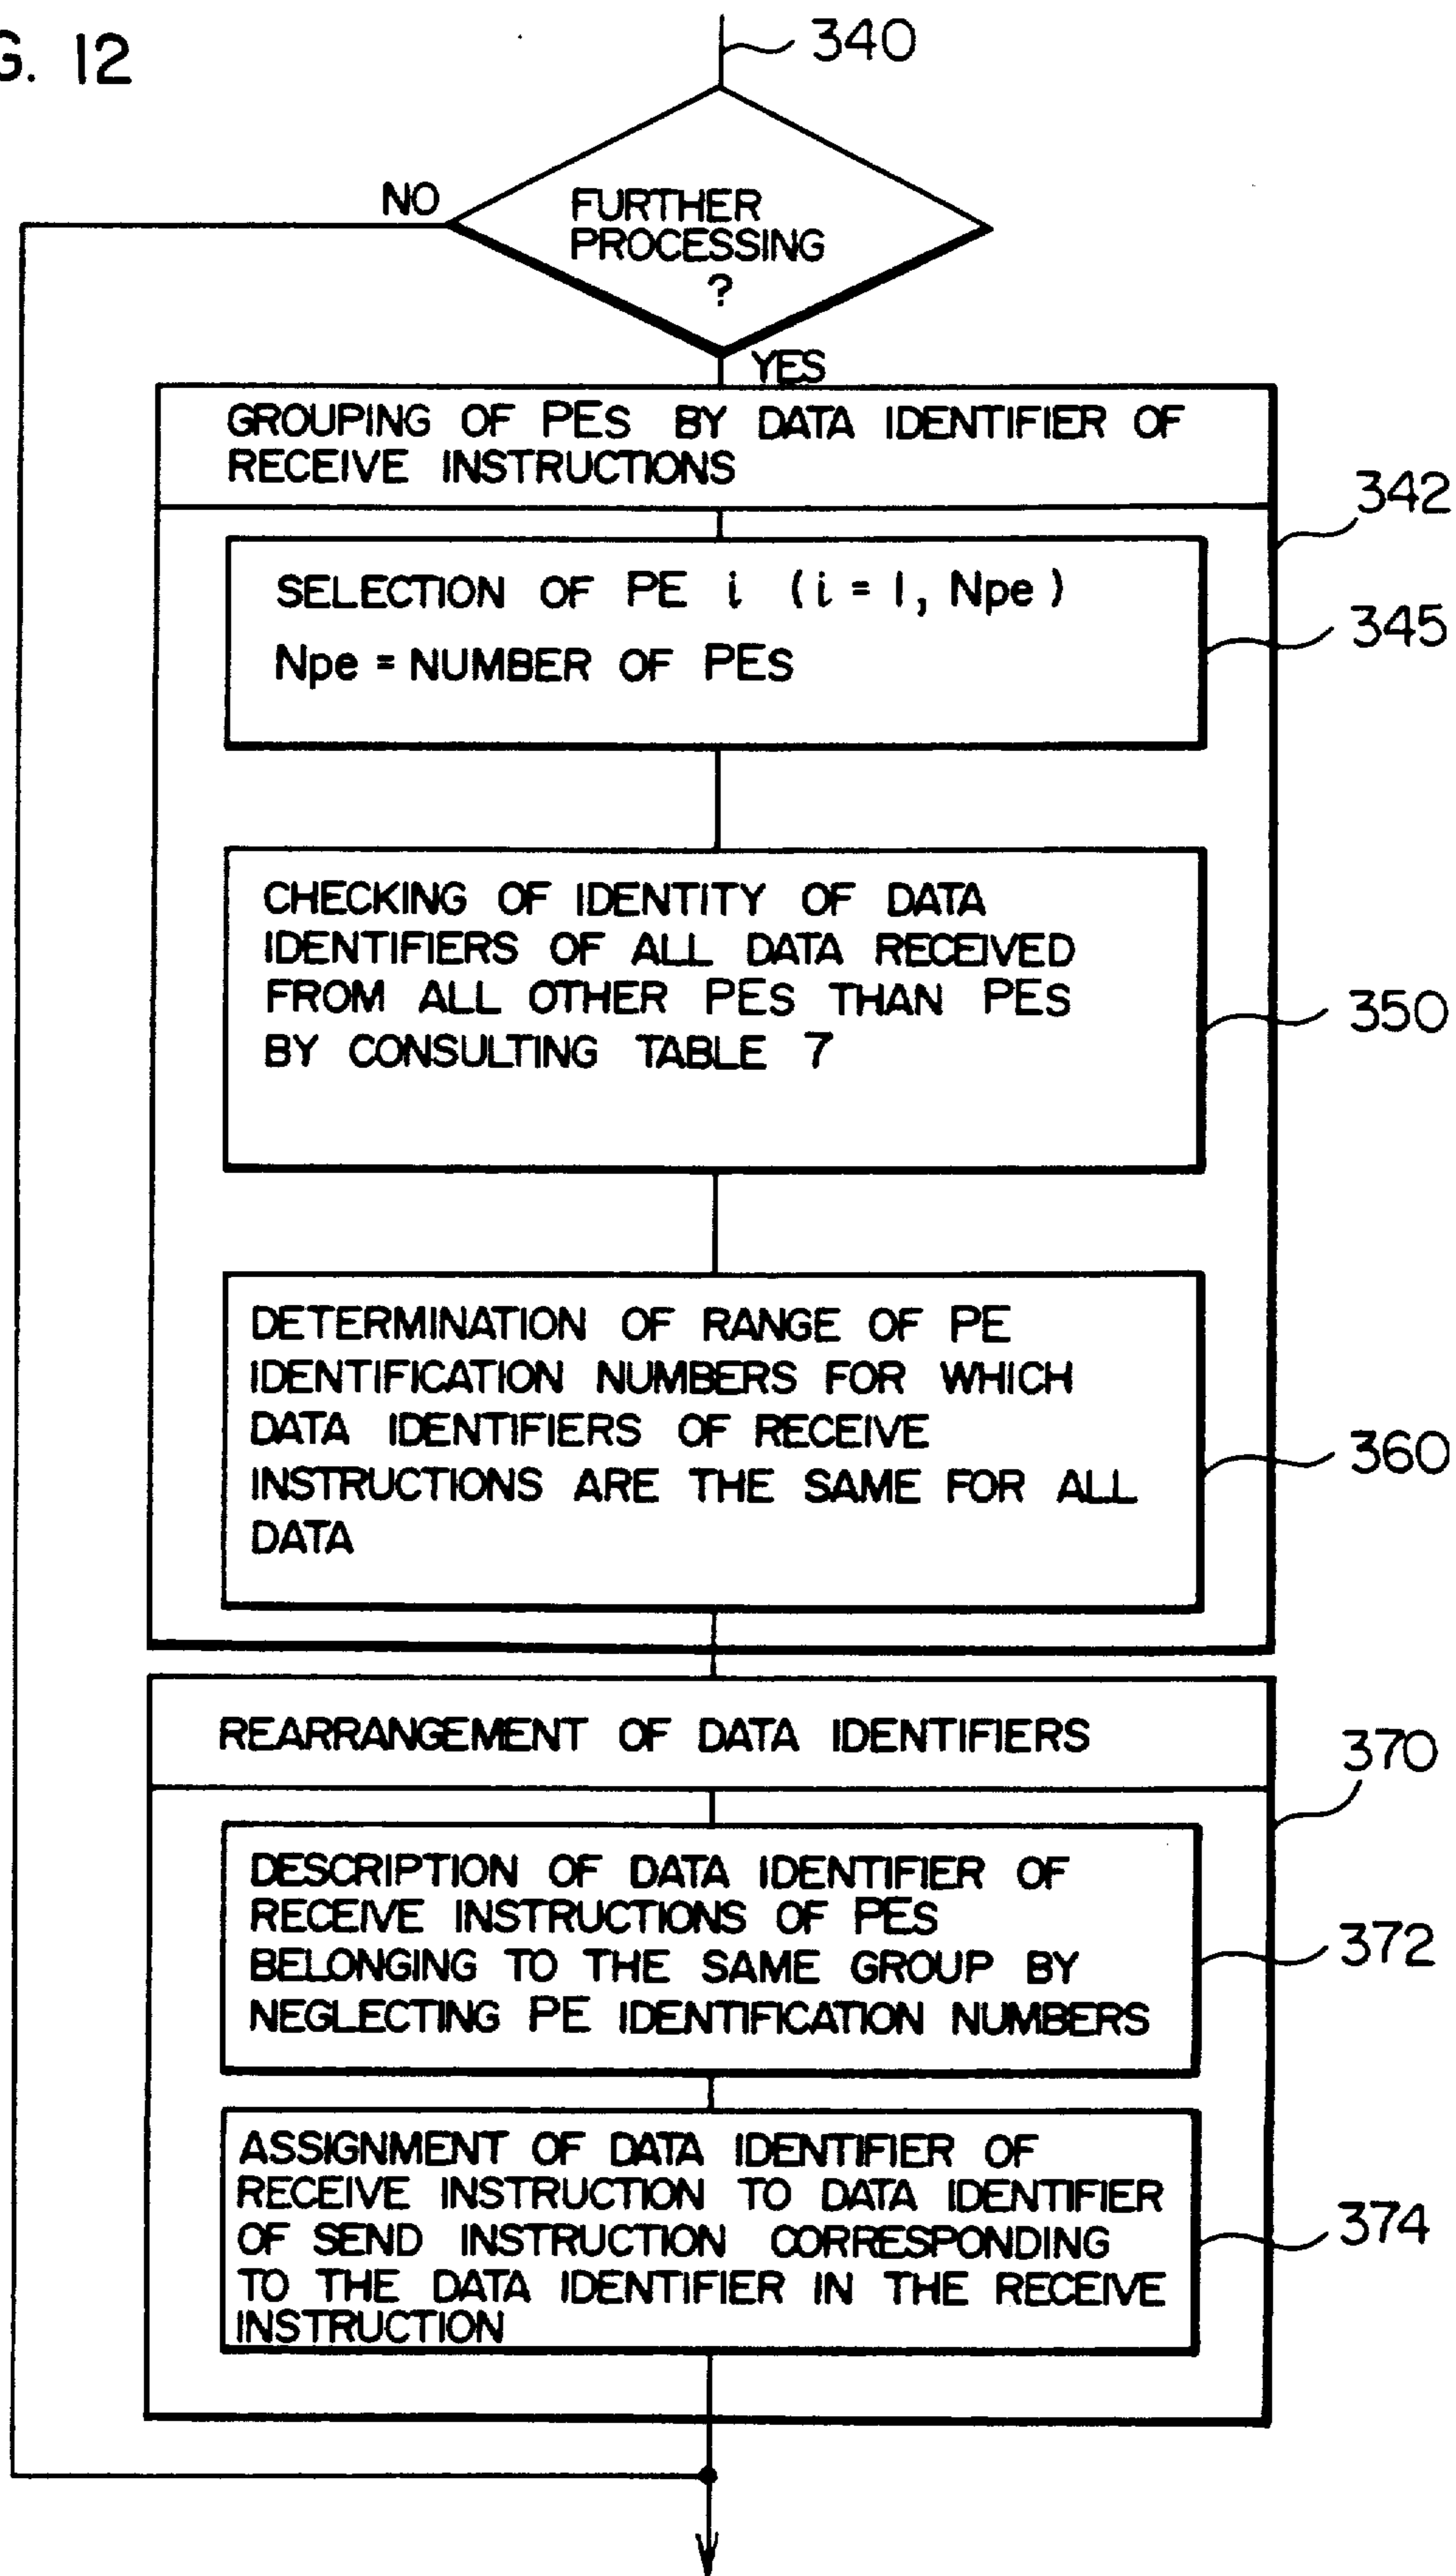 G. 12
340
NO
FURTHER
PROCESSING
?
YES
GROUPING OF PEs BY DATA IDENTIFIER OF
RECEIVE INSTRUCTIONS
342
SELECTION OF PE i (i = 1, Npe)
Npe = NUMBER OF PEs
345
CHECKING OF IDENTITY OF DATA
IDENTIFIERS OF ALL DATA RECEIVED
FROM ALL OTHER PEs THAN PEs
BY CONSULTING TABLE 7
350
DETERMINATION OF RANGE OF PE
IDENTIFICATION NUMBERS FOR WHICH
DATA IDENTIFIERS OF RECEIVE
INSTRUCTIONS ARE THE SAME FOR ALL
DATA
360
REARRANGEMENT OF DATA IDENTIFIERS
370
DESCRIPTION OF DATA IDENTIFIER OF
RECEIVE INSTRUCTIONS OF PEs
BELONGING TO THE SAME GROUP BY
NEGLECTING PE IDENTIFICATION NUMBERS
372
ASSIGNMENT OF DATA IDENTIFIER OF
RECEIVE INSTRUCTION TO DATA IDENTIFIER
OF SEND INSTRUCTION CORRESPONDING
TO THE DATA IDENTIFIER IN THE RECEIVE
INSTRUCTION
374